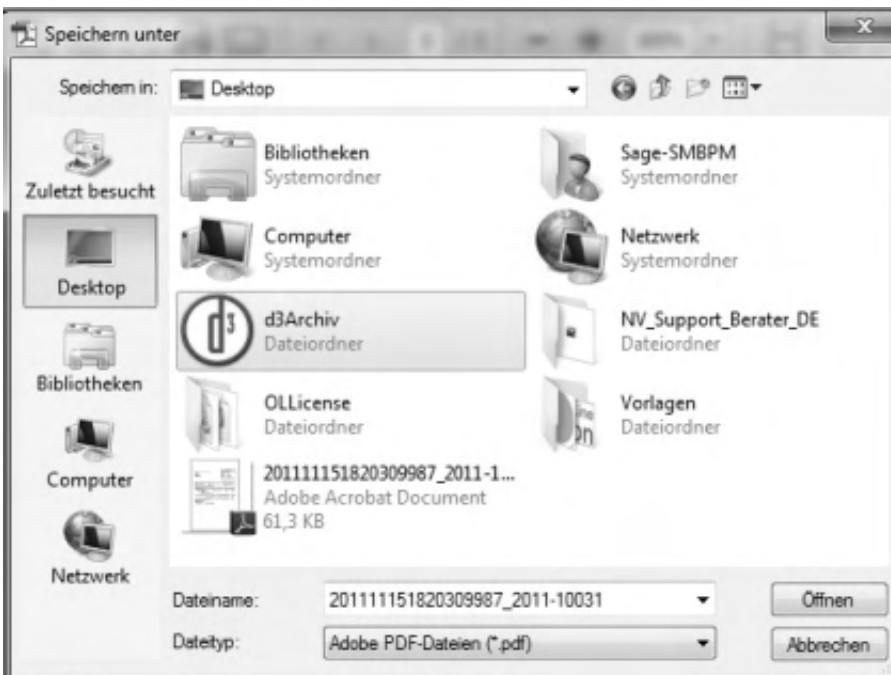 Speichern unter
Speichern in:
Desktop
Zuletzt besucht
Desktop
Bibliotheken
Computer
Netzwerk
Bibliotheken
Systemordner
Sage-SMBPM
Systemordner
Computer
Systemordner
Netzwerk
Systemordner
d3
d3Archiv
Dateiordner
NV_Support_Berater_DE
Dateiordner
OLLicense
Dateiordner
Vorlagen
Dateiordner
201111151820309987_2011-1...
Adobe Acrobat Document
61,3 KB
Dateiname:
201111151820309987_2011-10031
Öffnen
Dateityp:
Adobe PDF-Dateien (*.pdf)
Abbrechen